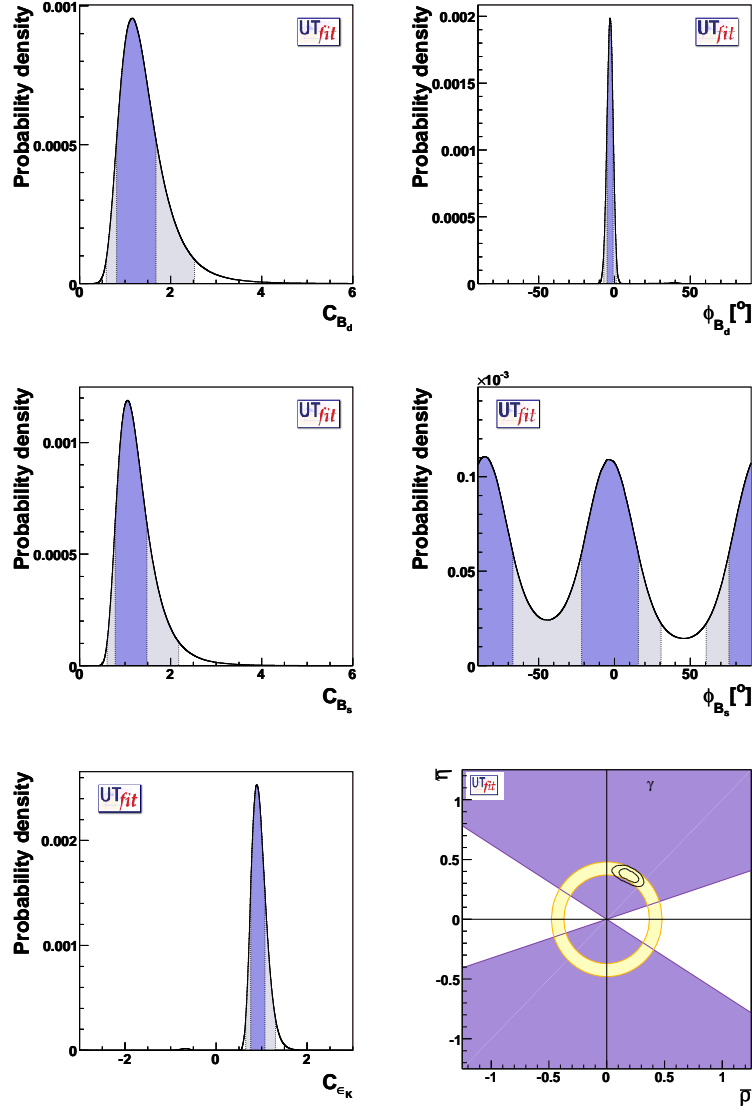 Probability density
0.001
0.0005
0
UTfit
0 2 4 6
C_{B_d}
Probability density
0.002
0.0015
0.001
0.0005
0
UTfit
-50 0 50
ϕ_{B_d} [°]
Probability density
0.001
0.0005
0
UTfit
0 2 4 6
C_{B_s}
×10^{-3}
Probability density
0.1
0.05
0
UTfit
-50 0 50
ϕ_{B_s} [°]
Probability density
0.002
0.001
0
UTfit
-2 0 2
C_{ϵ_K}
η̅
1
0.5
0
-0.5
-1
UTfit
γ
-1 -0.5 0 0.5 1
ρ̅